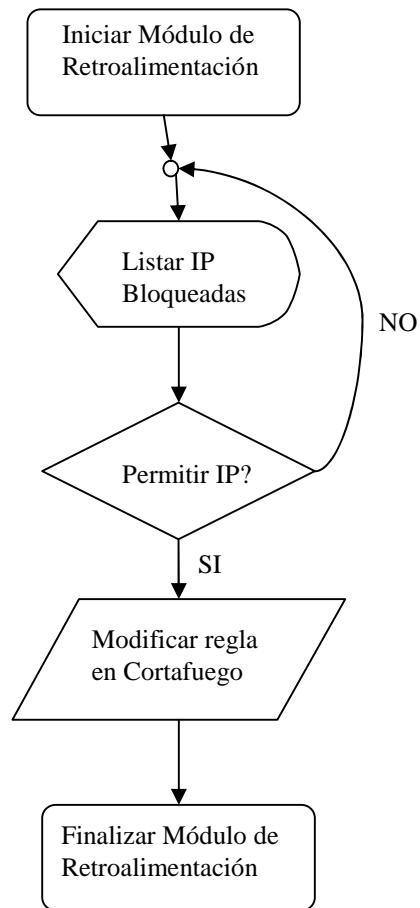 Iniciar Módulo de
Retroalimentación
Listar IP
Bloqueadas
NO
Permitir IP?
SI
Modificar regla
en Cortafuego
Finalizar Módulo de
Retroalimentación